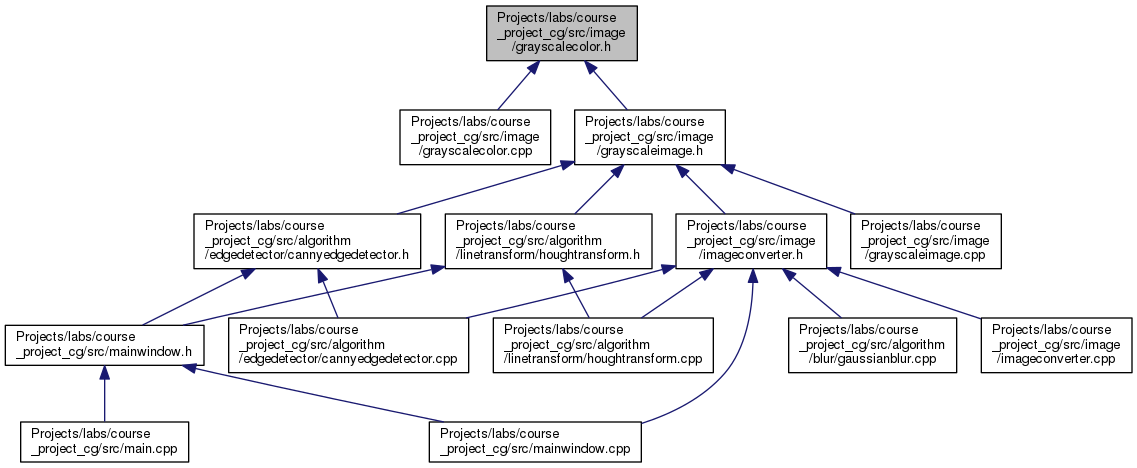 Projects/labs/course
_project_cg/src/image
/grayscalecolor.h
Projects/labs/course
_project_cg/src/image
/grayscalecolor.cpp
Projects/labs/course
_project_cg/src/image
/grayscaleimage.h
Projects/labs/course
_project_cg/src/algorithm
/edgedetector/cannyedgedetector.h
Projects/labs/course
_project_cg/src/algorithm
/linetransform/houghtransform.h
Projects/labs/course
_project_cg/src/image
/imageconverter.h
Projects/labs/course
_project_cg/src/image
/grayscaleimage.cpp
Projects/labs/course
_project_cg/src/mainwindow.h
Projects/labs/course
_project_cg/src/algorithm
/edgedetector/cannyedgedetector.cpp
Projects/labs/course
_project_cg/src/algorithm
/linetransform/houghtransform.cpp
Projects/labs/course
_project_cg/src/algorithm
/blur/gaussianblur.cpp
Projects/labs/course
_project_cg/src/image
/imageconverter.cpp
Projects/labs/course
_project_cg/src/main.cpp
Projects/labs/course
_project_cg/src/mainwindow.cpp